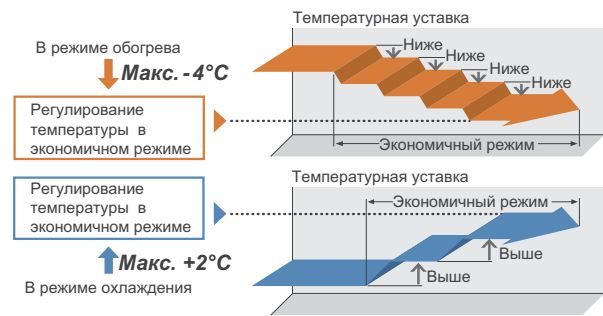 Температурная уставка
В режиме обогрева
Макс. -4°C
Ниже
Ниже
Ниже
Ниже
Регулирование
температуры в
экономичном режиме
Экономичный режим
Температурная уставка
Регулирование
температуры в
экономичном режиме
Экономичный режим
Выше
Выше
Макс. +2°C
В режиме охлаждения